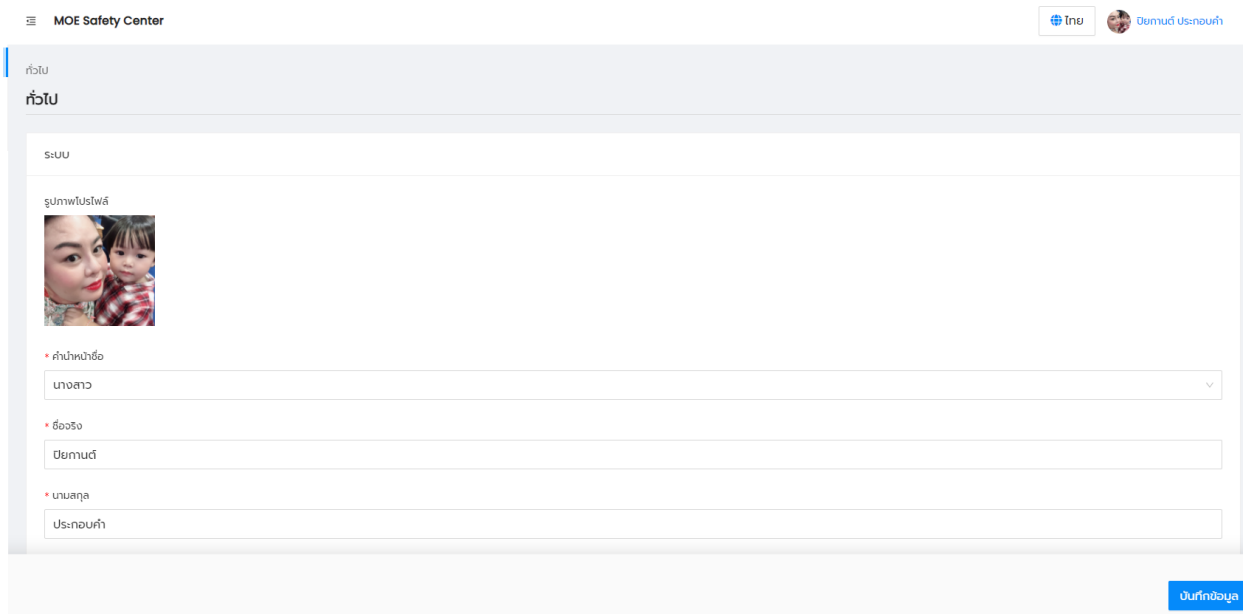 MOE Safety Center
ไทย
ปิยกานต์ ประกอบคำ
ทั่วไป
ทั่วไป
ระบบ
รูปภาพโปรไฟล์
* คำนำหน้าชื่อ
นางสาว
* ชื่อจริง
ปิยกานต์
* นามสกุล
ประกอบคำ
บันทึกข้อมูล